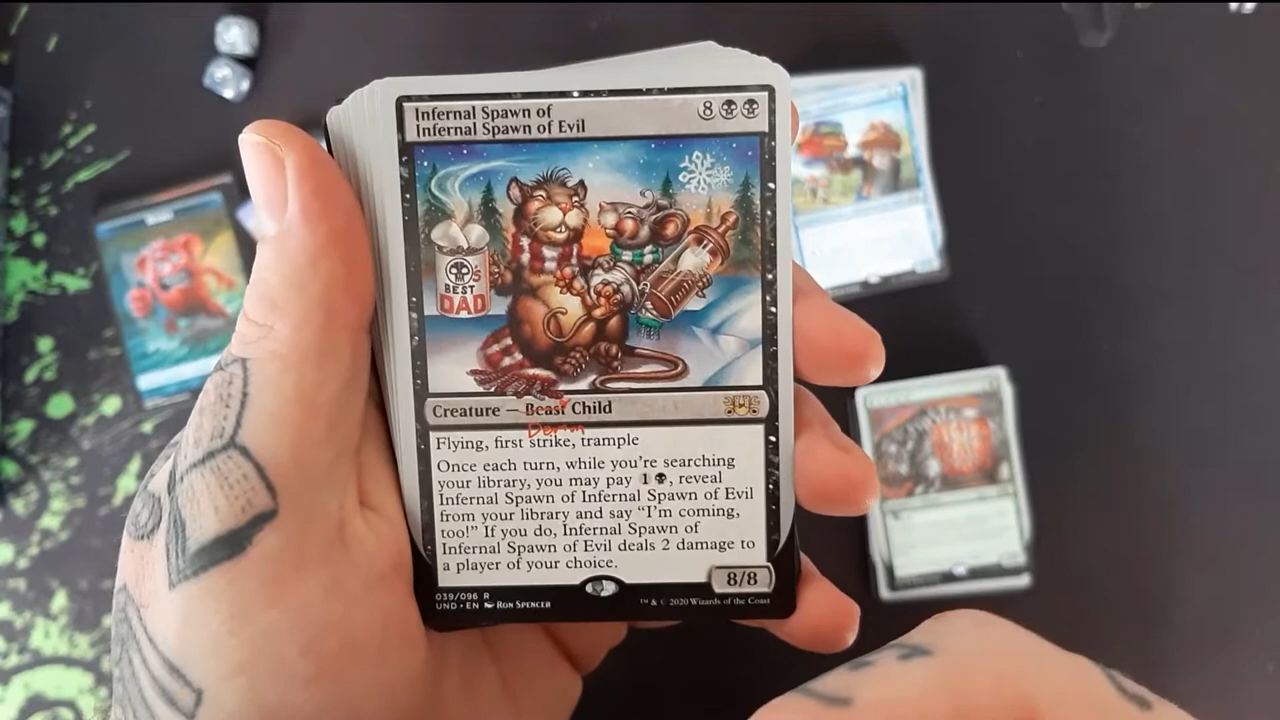 Infernal Spawn of
Infernal Spawn of Evil
8
'S
BEST
DAD
Creature — Beast Child
Demon
Flying, first strike, trample
Once each turn, while you're searching
your library, you may pay 1 , reveal
Infernal Spawn of Infernal Spawn of Evil
from your library and say “I'm coming,
too!” If you do, Infernal Spawn of
Infernal Spawn of Evil deals 2 damage to
a player of your choice.
8/8
039/096 R
UND • EN RON SPENCER
™ & © 2020 Wizards of the Coast